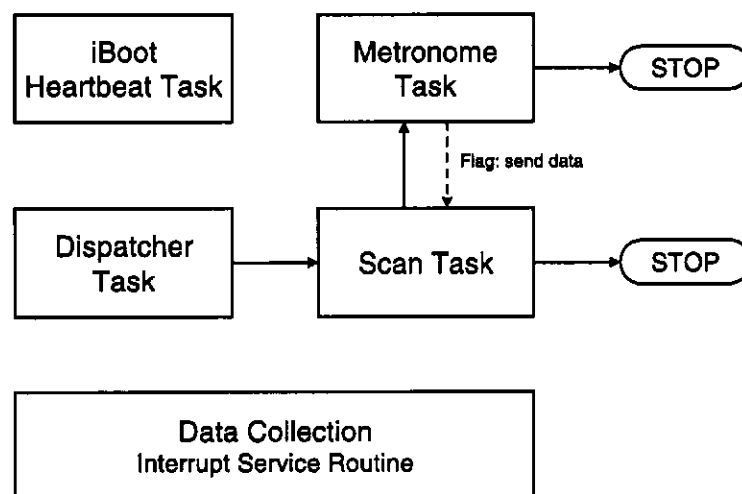 iBoot
Heartbeat Task
Metronome
Task
STOP
Flag: send data
Dispatcher
Task
Scan Task
STOP
Data Collection
Interrupt Service Routine